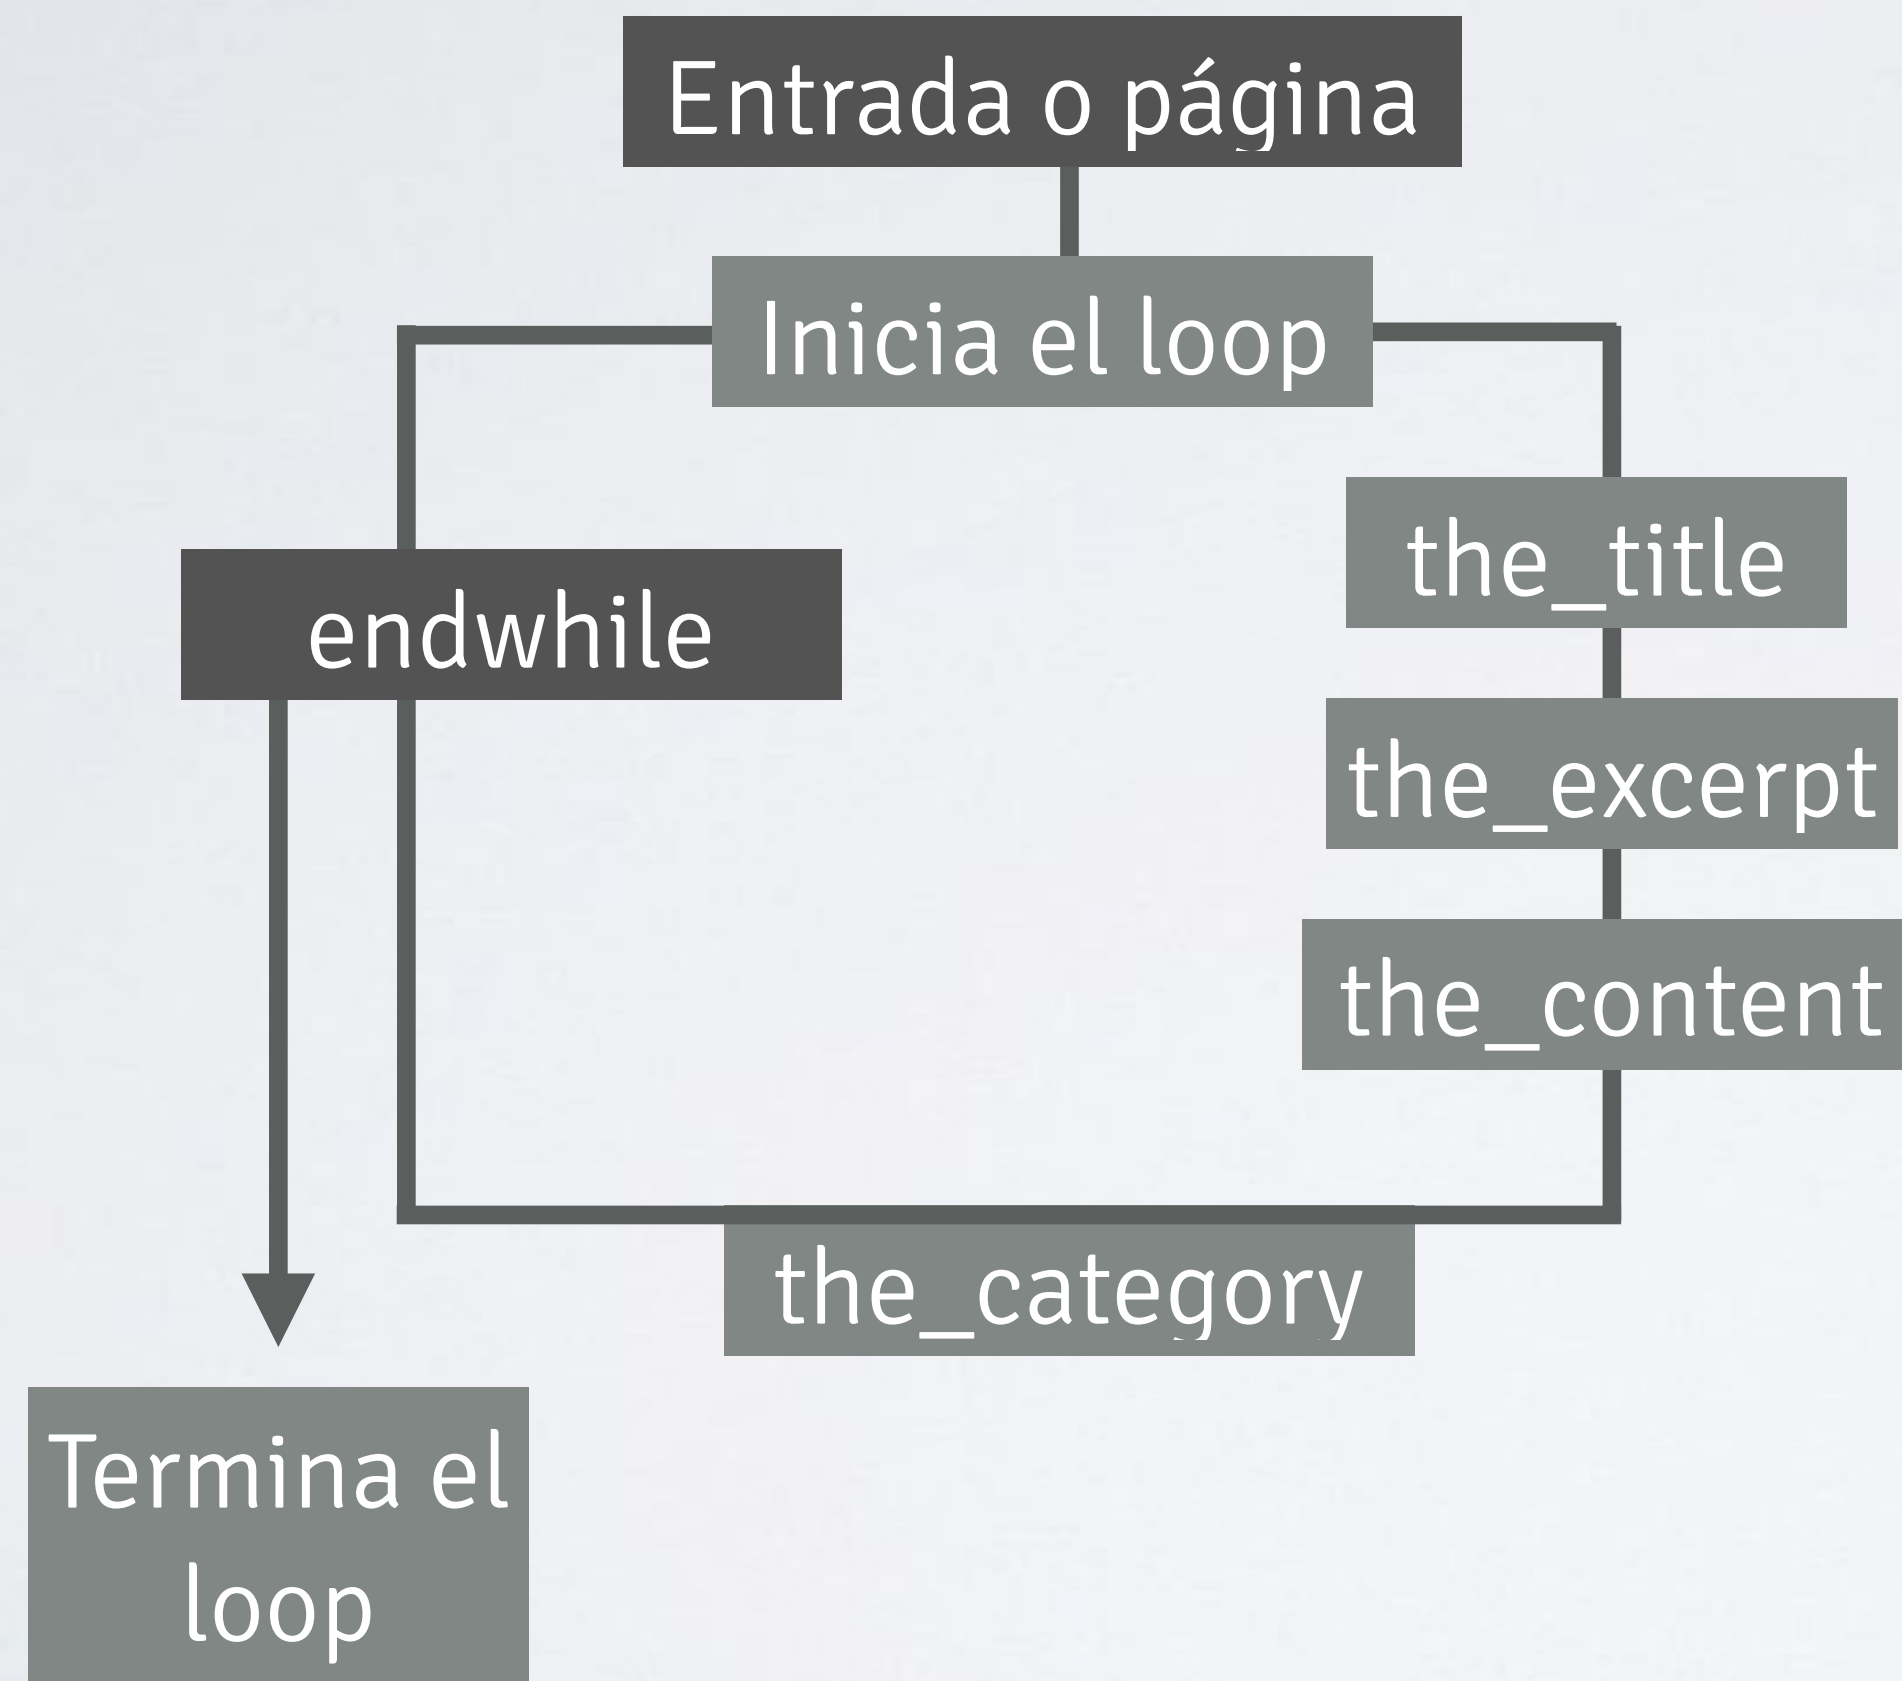 Entrada o página
Inicia el loop
the_title
endwhile
the_excerpt
the_content
the_category
Termina el
loop